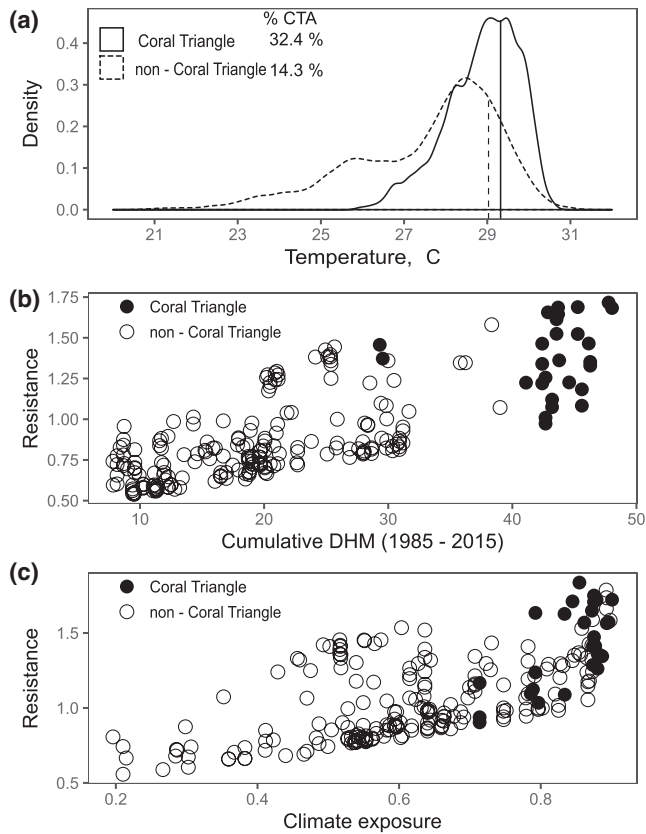 (a)
% CTA
Coral Triangle 32.4 %
non - Coral Triangle 14.3 %
Density
0.4
0.3
0.2
0.1
0.0
21 23 25 27 29 31
Temperature, C
(b)
Coral Triangle
non - Coral Triangle
Resistance
1.75
1.50
1.25
1.00
0.75
0.50
10 20 30 40 50
Cumulative DHM (1985 - 2015)
(c)
Coral Triangle
non - Coral Triangle
Resistance
1.5
1.0
0.5
0.2 0.4 0.6 0.8
Climate exposure